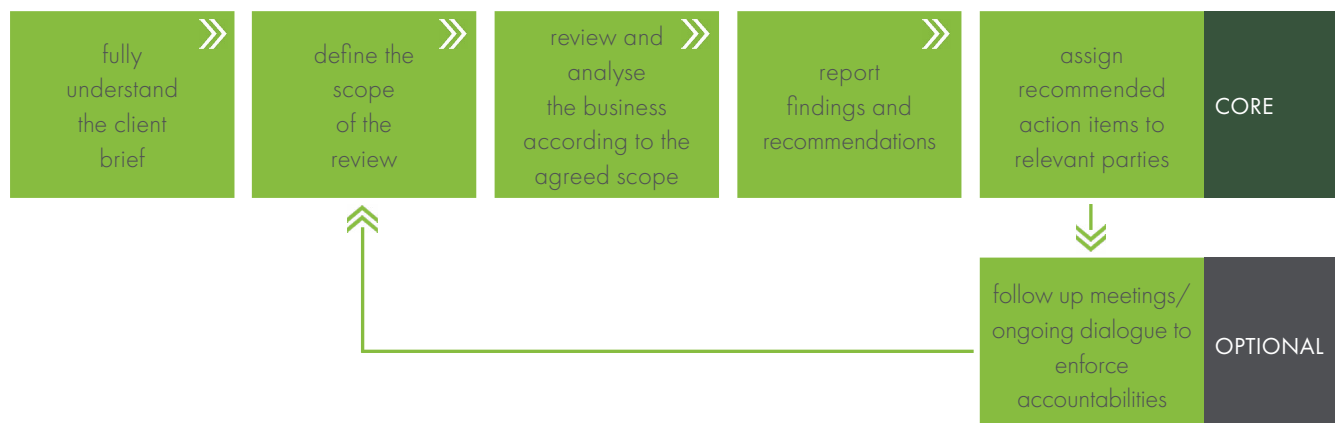 fully
understand
the client
brief
define the
scope
of the
review
review and
analyse
the business
according to the
agreed scope
report
findings and
recommendations
assign
recommended
action items to
relevant parties
CORE
follow up meetings/
ongoing dialogue to
enforce
accountabilities
OPTIONAL